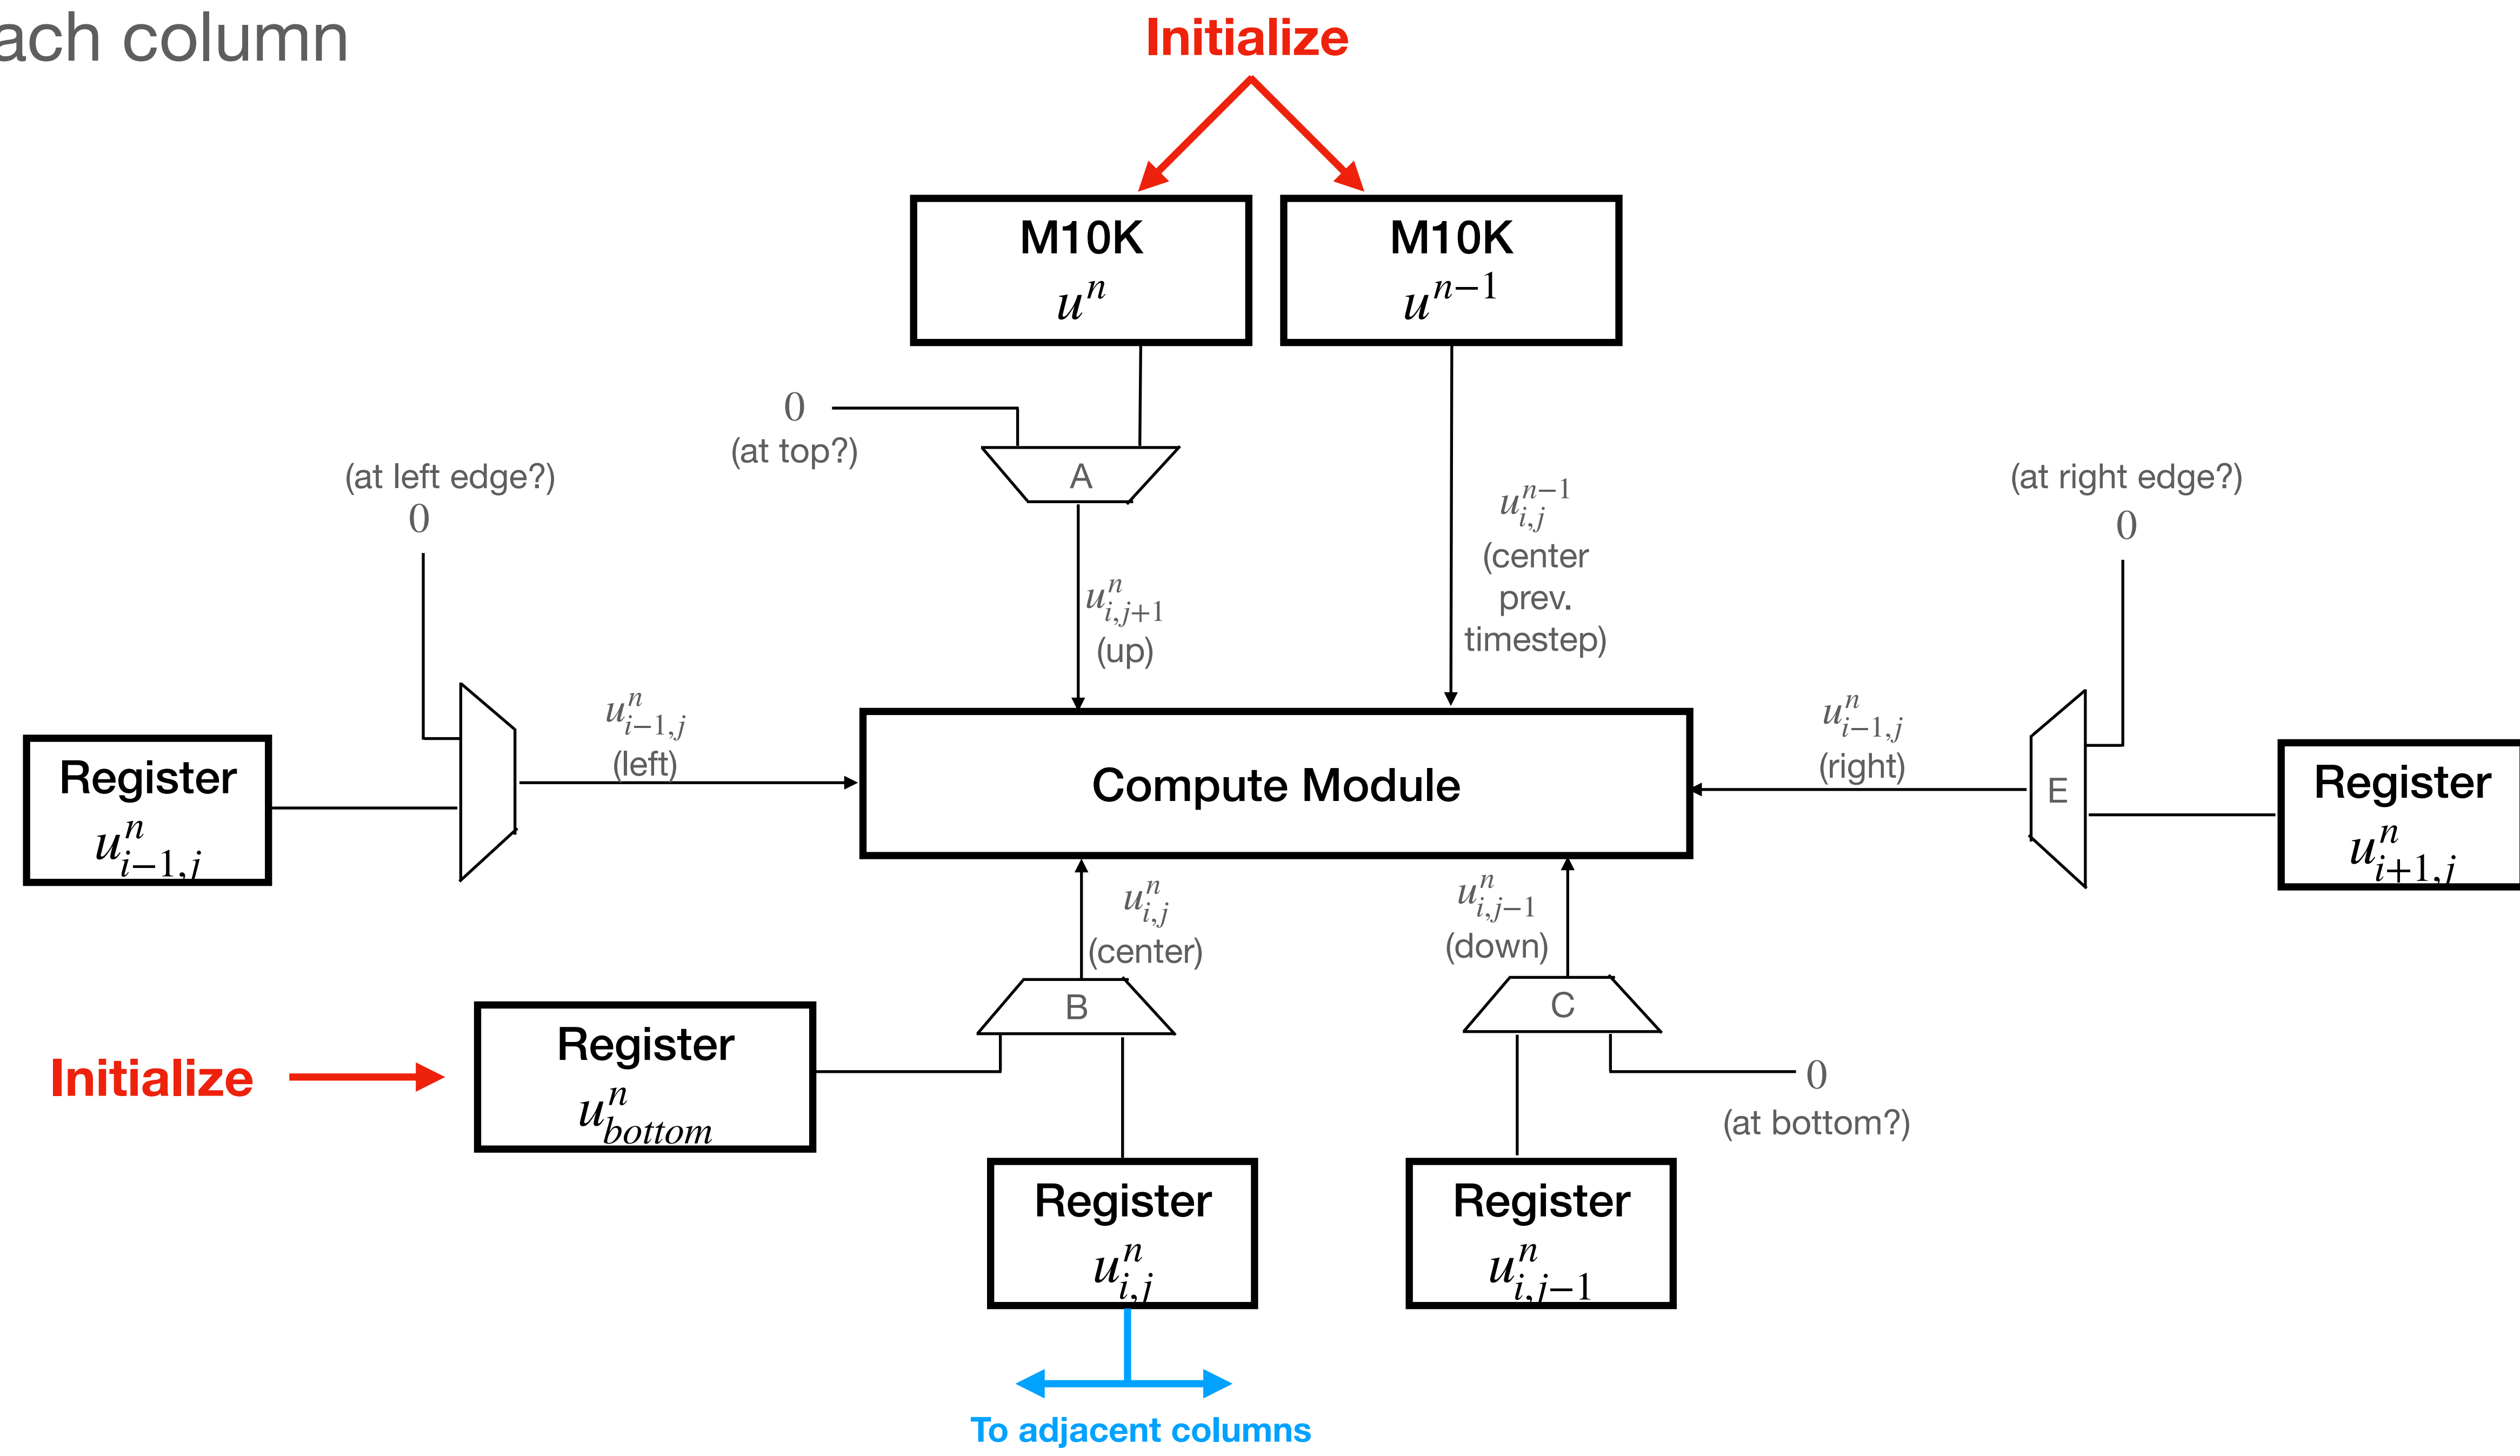 ach column
Initialize
M10K
u^n
M10K
u^{n−1}
0
(at top?)
A
(at left edge?)
0
(at right edge?)
0
u^{n−1}_{i,j}
(center
prev.
timestep)
u^n_{i,j+1}
(up)
u^n_{i−1,j}
(left)
u^n_{i−1,j}
(right)
Register
u^n_{i−1,j}
Compute Module
E
Register
u^n_{i+1,j}
u^n_{i,j}
(center)
u^n_{i,j−1}
(down)
B
C
Initialize
Register
u^n_{bottom}
0
(at bottom?)
Register
u^n_{i,j}
Register
u^n_{i,j−1}
To adjacent columns